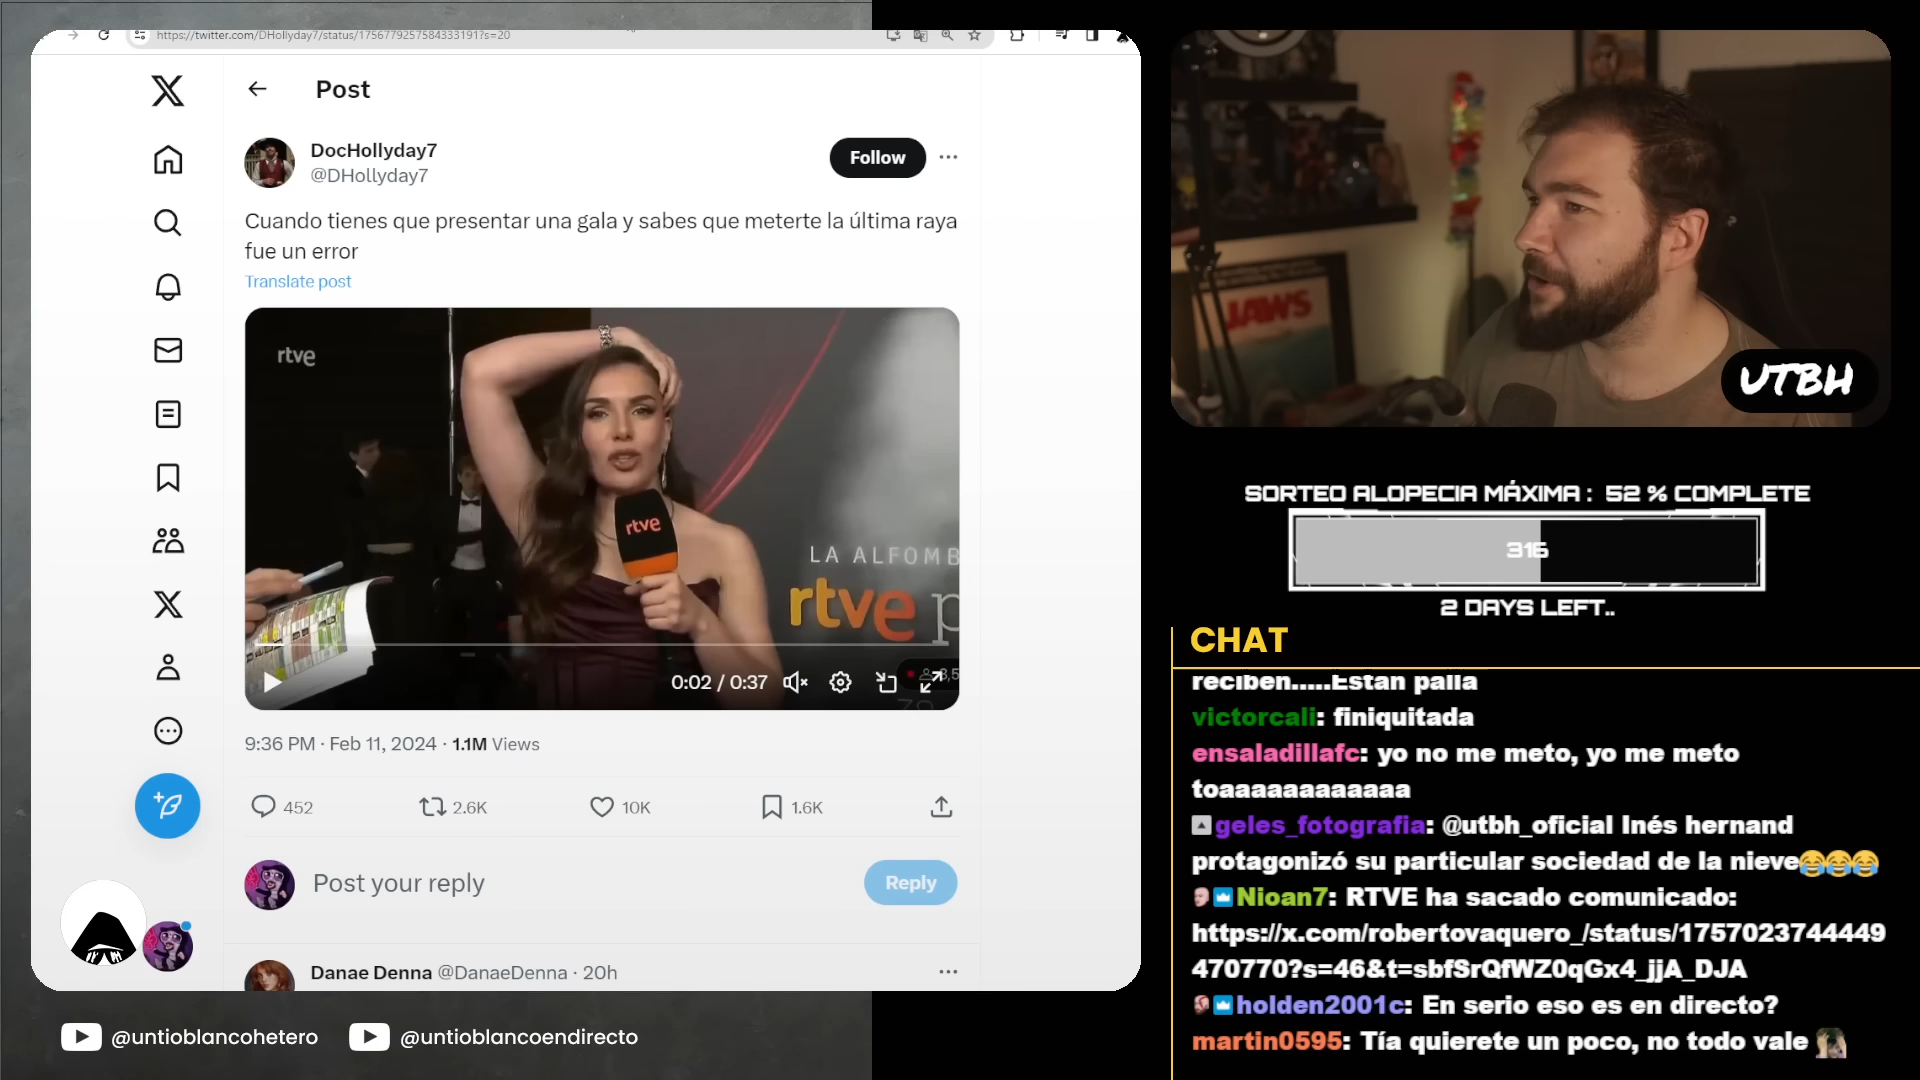 https://twitter.com/DHollyday7/status/1756779257584333191?s=20
Post
DocHollyday7
@DHollyday7
Follow
Cuando tienes que presentar una gala y sabes que meterte la última raya
fue un error
Translate post
rtve
rtve
LA ALFOMB
rtve p
0:02 / 0:37
9:36 PM · Feb 11, 2024 · 1.1M Views
452
2.6K
10K
1.6K
Post your reply
Reply
Danae Denna @DanaeDenna · 20h
@untioblancohetero
@untioblancoendirecto
JAWS
UTBH
SORTEO ALOPECIA MÁXIMA : 52 % COMPLETE
316
2 DAYS LEFT..
CHAT
reciben.....Estan palla
victorcali: finiquitada
ensaladillafc: yo no me meto, yo me meto
toaaaaaaaaaaaa
geles_fotografia: @utbh_oficial Inés hernand
protagonizó su particular sociedad de la nieve😂😂😂
Nioan7: RTVE ha sacado comunicado:
https://x.com/robertovaquero_/status/1757023744449
470770?s=46&t=sbfSrQfWZ0qGx4_jjA_DJA
holden2001c: En serio eso es en directo?
martin0595: Tía quierete un poco, no todo vale